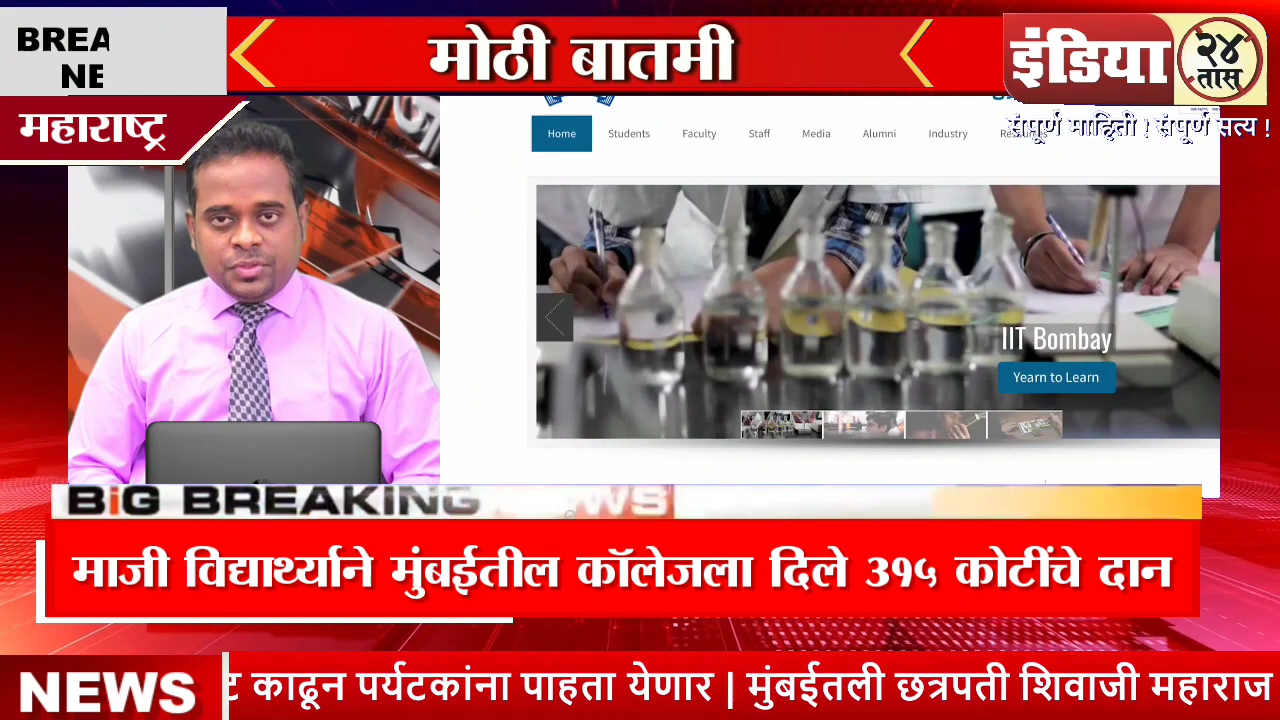 BREA
NE
मोठी बातमी
इंडिया
२४
तास
महाराष्ट्र
संपूर्ण माहिती ! संपूर्ण सत्य !
Home Students Faculty Staff Media Alumni Industry
IIT Bombay
Yearn to Learn
BiG BREAKING NEWS
माजी विद्यार्थ्याने मुंबईतील कॉलेजला दिले ३१५ कोटींचे दान
NEWS
ट काढून पर्यटकांना पाहता येणार | मुंबईतली छत्रपती शिवाजी महाराज